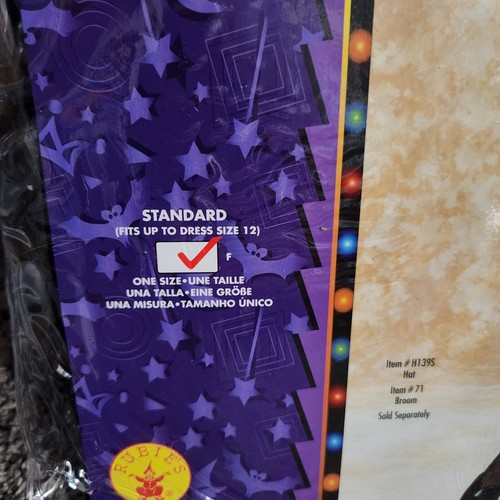 STANDARD
(FITS UP TO DRESS SIZE 12)
F
ONE SIZE•UNE TAILLE
UNA TALLA•EINE GRÖßE
UNA MISURA•TAMANHO ÚNICO
Item # H139S
Hat
Item # 71
Broom
Sold Separately
RUBIE'S
®